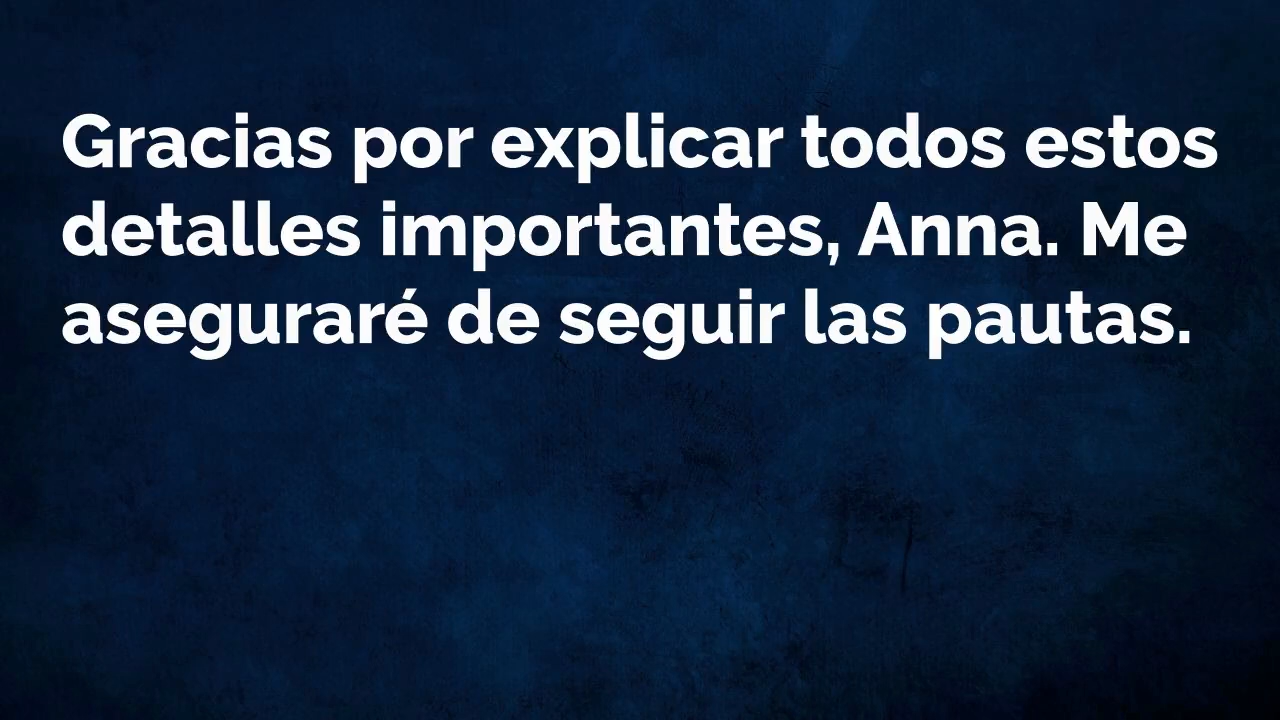 Gracias por explicar todos estos
detalles importantes, Anna. Me
aseguraré de seguir las pautas.